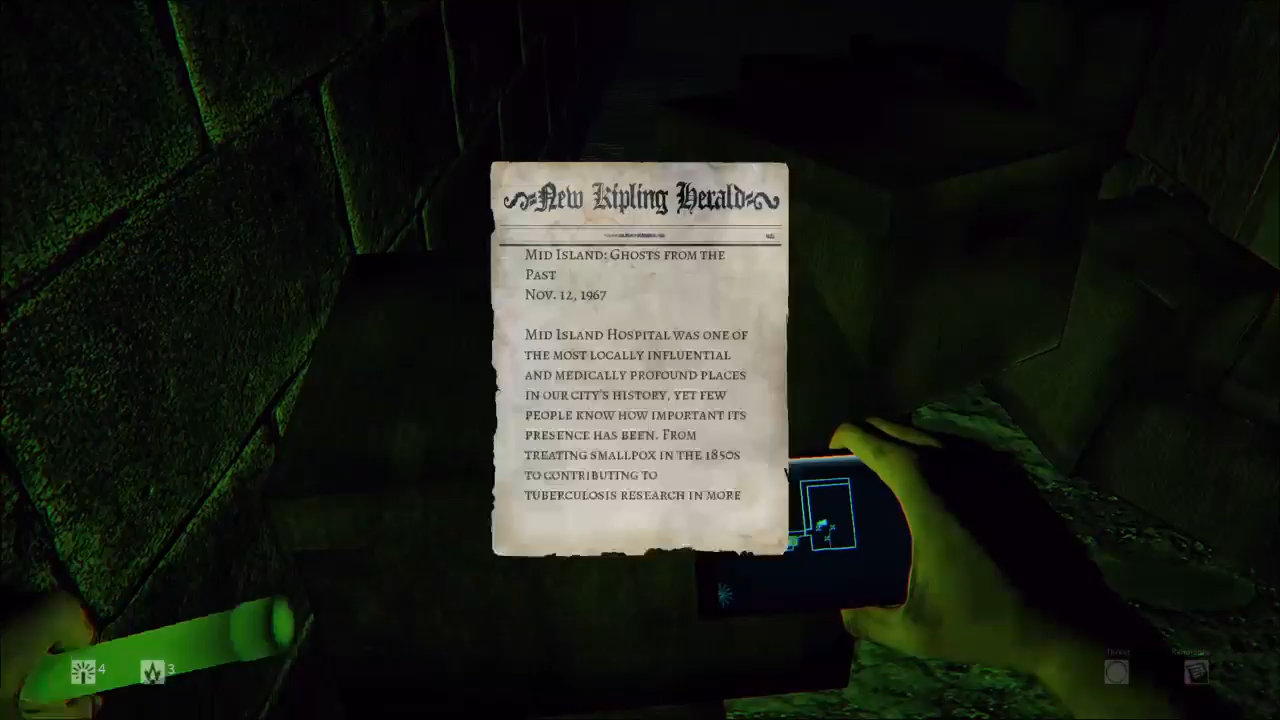 New Kipling Herald
Mid Island: Ghosts from the
Past
Nov. 12, 1967
Mid Island Hospital was one of
the most locally influential
and medically profound places
in our city's history, yet few
people know how important its
presence has been. From
treating smallpox in the 1850s
to contributing to
tuberculosis research in more
4
3